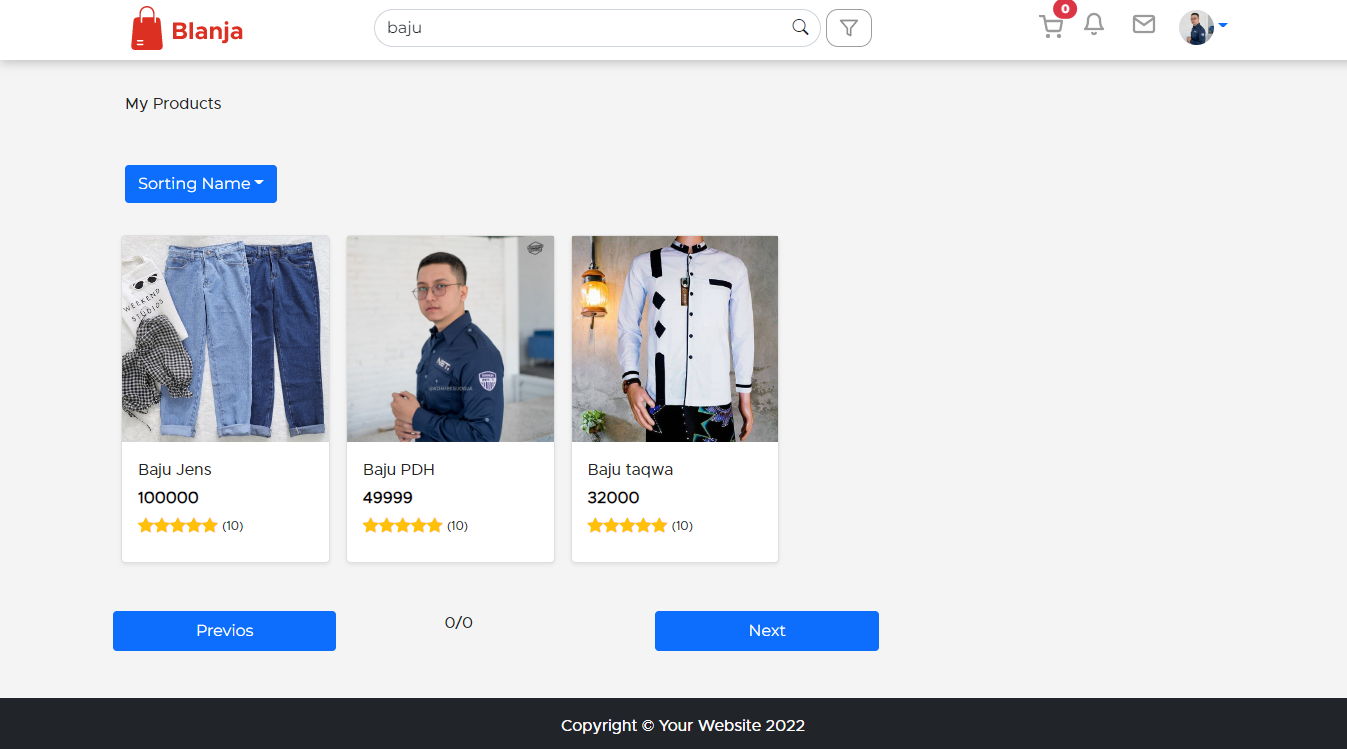 Blanja
baju
0
My Products
Sorting Name
WEEKEND
STUDIOS
NET.
Baju Jens
100000
(10)
Baju PDH
49999
(10)
Baju taqwa
32000
(10)
Previos
0/0
Next
Copyright © Your Website 2022